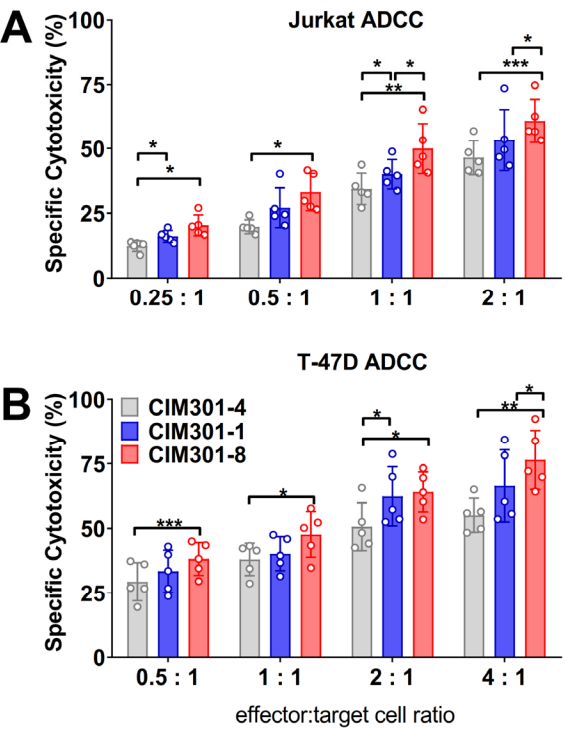 A
Jurkat ADCC
Specific Cytotoxicity (%)
100
75
50
25
0
* * * * * ** *** *
0.25 : 1 0.5 : 1 1 : 1 2 : 1
T-47D ADCC
B
Specific Cytotoxicity (%)
100
75
50
25
0
CIM301-4
CIM301-1
CIM301-8
*** * * * ** *
0.5 : 1 1 : 1 2 : 1 4 : 1
effector:target cell ratio